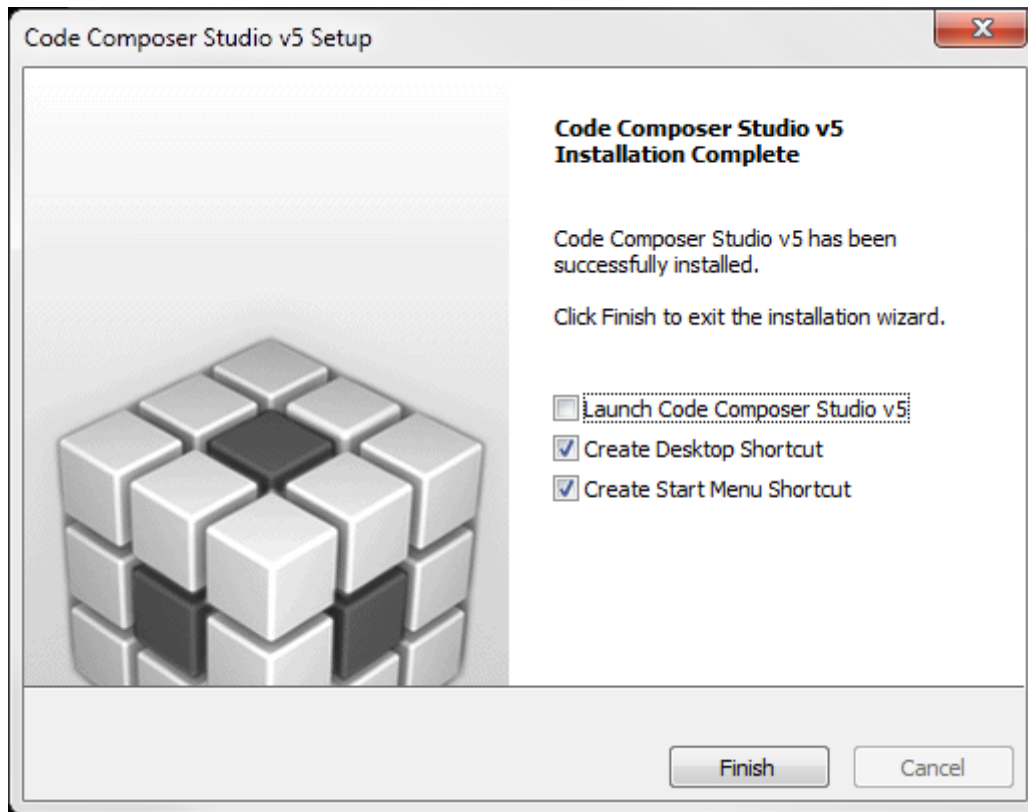 Code Composer Studio v5 Setup
Code Composer Studio v5
Installation Complete
Code Composer Studio v5 has been
successfully installed.
Click Finish to exit the installation wizard.
Launch Code Composer Studio v5
Create Desktop Shortcut
Create Start Menu Shortcut
Finish
Cancel